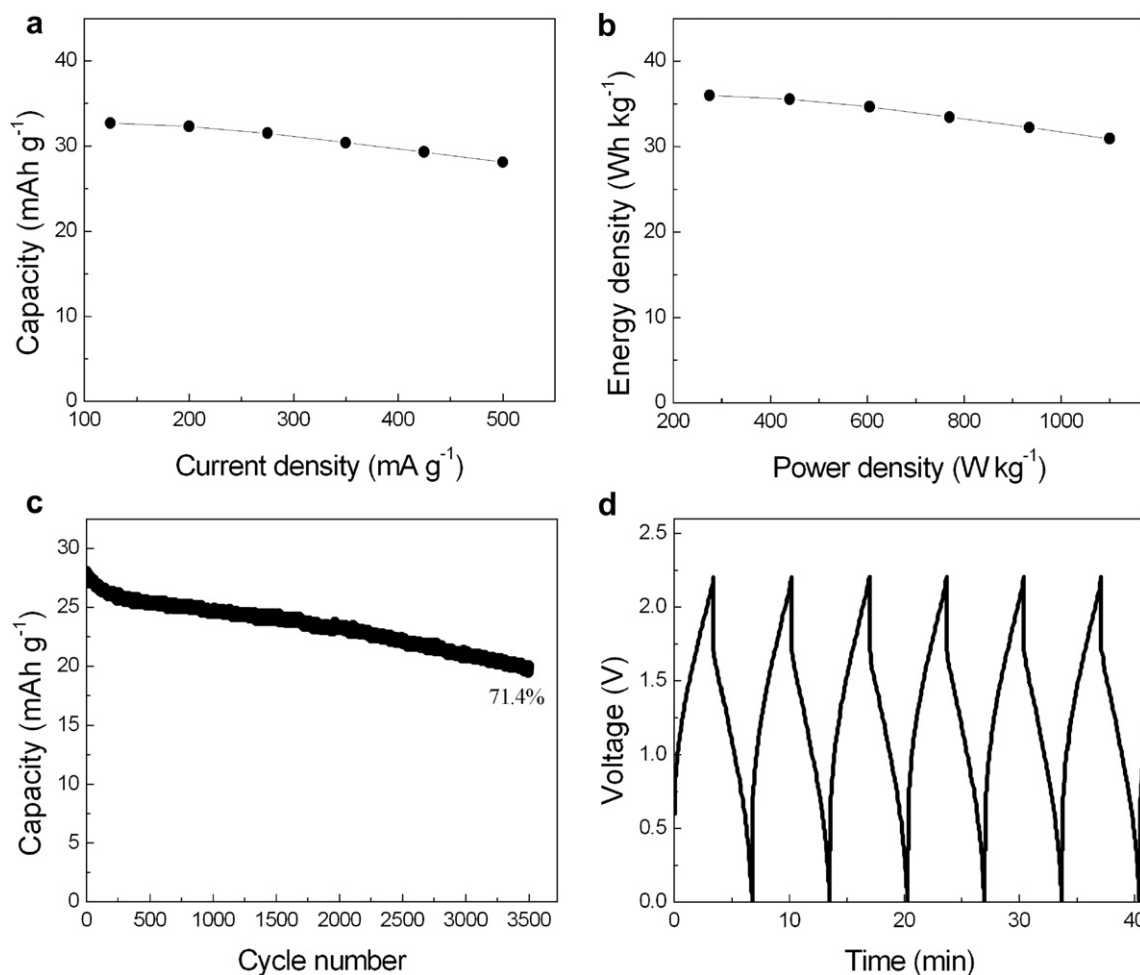 a
40
30
20
10
0
100 200 300 400 500
Capacity (mAh g⁻¹)
Current density (mA g⁻¹)
b
40
30
20
10
0
200 400 600 800 1000
Energy density (Wh kg⁻¹)
Power density (W kg⁻¹)
c
30
25
20
15
10
5
0
0 500 1000 1500 2000 2500 3000 3500
71.4%
Capacity (mAh g⁻¹)
Cycle number
d
2.5
2.0
1.5
1.0
0.5
0.0
0 10 20 30 40
Voltage (V)
Time (min)